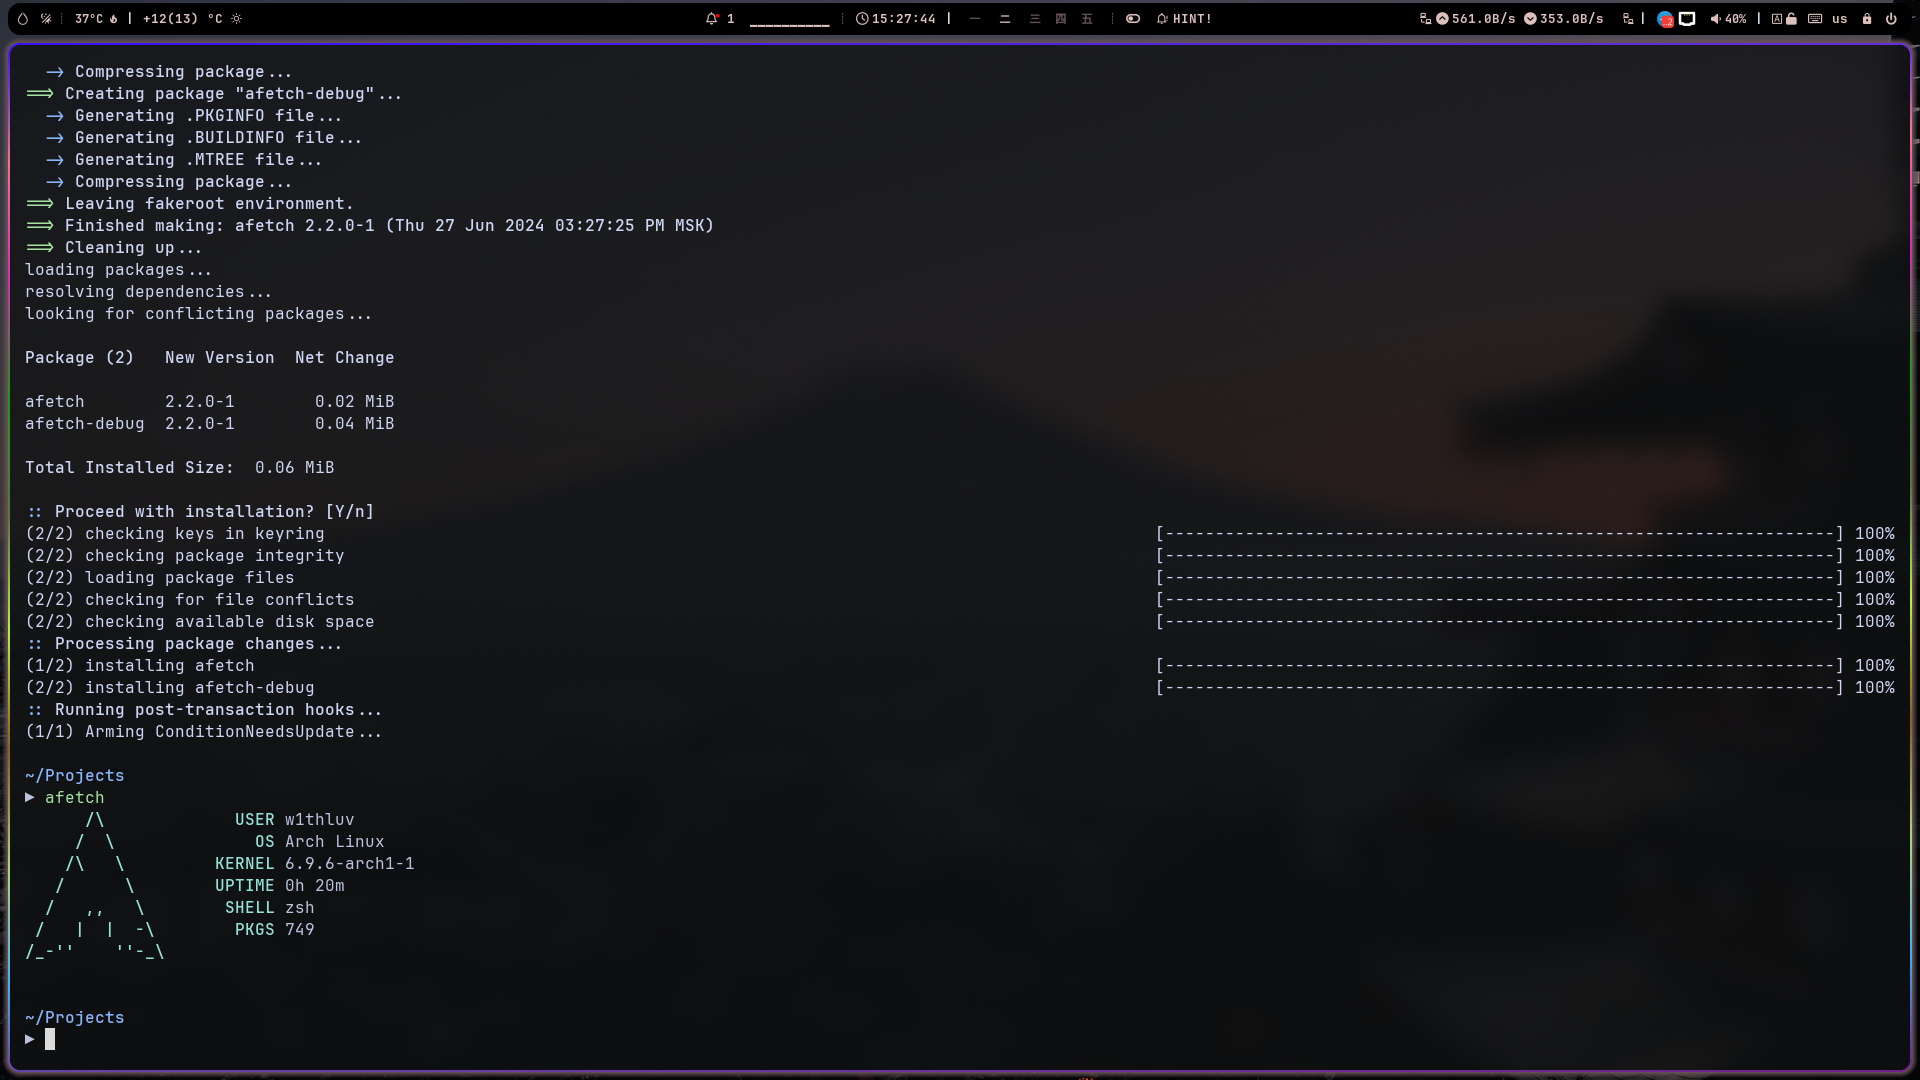 37°C | +12(13) °C 1 __________ 15:27:44 | 一 二 三 四 五 HINT! 561.0B/s 353.0B/s | 40% | A us
-> Compressing package...
==> Creating package "afetch-debug"...
-> Generating .PKGINFO file...
-> Generating .BUILDINFO file...
-> Generating .MTREE file...
-> Compressing package...
==> Leaving fakeroot environment.
==> Finished making: afetch 2.2.0-1 (Thu 27 Jun 2024 03:27:25 PM MSK)
==> Cleaning up...
loading packages...
resolving dependencies...
looking for conflicting packages...
Package (2)   New Version  Net Change
afetch        2.2.0-1        0.02 MiB
afetch-debug  2.2.0-1        0.04 MiB
Total Installed Size:  0.06 MiB
:: Proceed with installation? [Y/n]
(2/2) checking keys in keyring [-------------------------------------------------------------------] 100%
(2/2) checking package integrity [-------------------------------------------------------------------] 100%
(2/2) loading package files [-------------------------------------------------------------------] 100%
(2/2) checking for file conflicts [-------------------------------------------------------------------] 100%
(2/2) checking available disk space [-------------------------------------------------------------------] 100%
:: Processing package changes...
(1/2) installing afetch [-------------------------------------------------------------------] 100%
(2/2) installing afetch-debug [-------------------------------------------------------------------] 100%
:: Running post-transaction hooks...
(1/1) Arming ConditionNeedsUpdate...
~/Projects
▶ afetch
      /\             USER w1thluv
     /  \              OS Arch Linux
    /\   \         KERNEL 6.9.6-arch1-1
   /      \        UPTIME 0h 20m
  /   ,,   \        SHELL zsh
 /   |  |  -\        PKGS 749
/_-''    ''-_\
~/Projects
▶